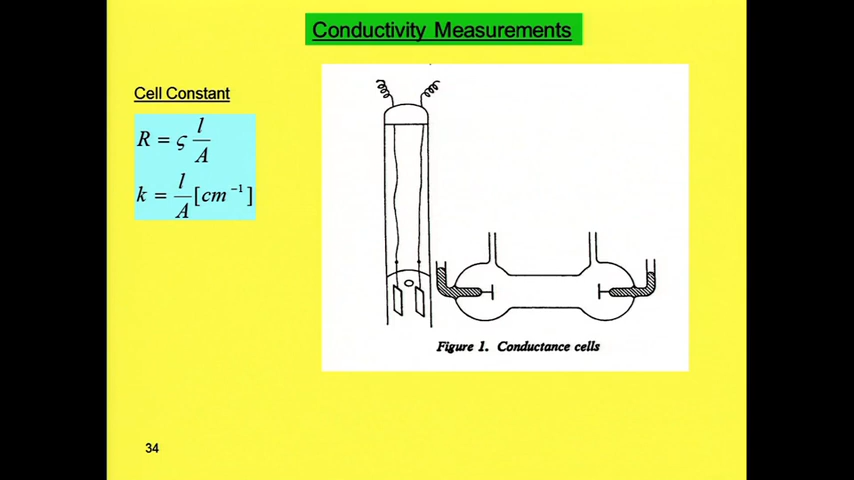 Conductivity Measurements
Cell Constant
R = ς l/A
k = l/A [cm⁻¹]
Figure 1. Conductance cells
34